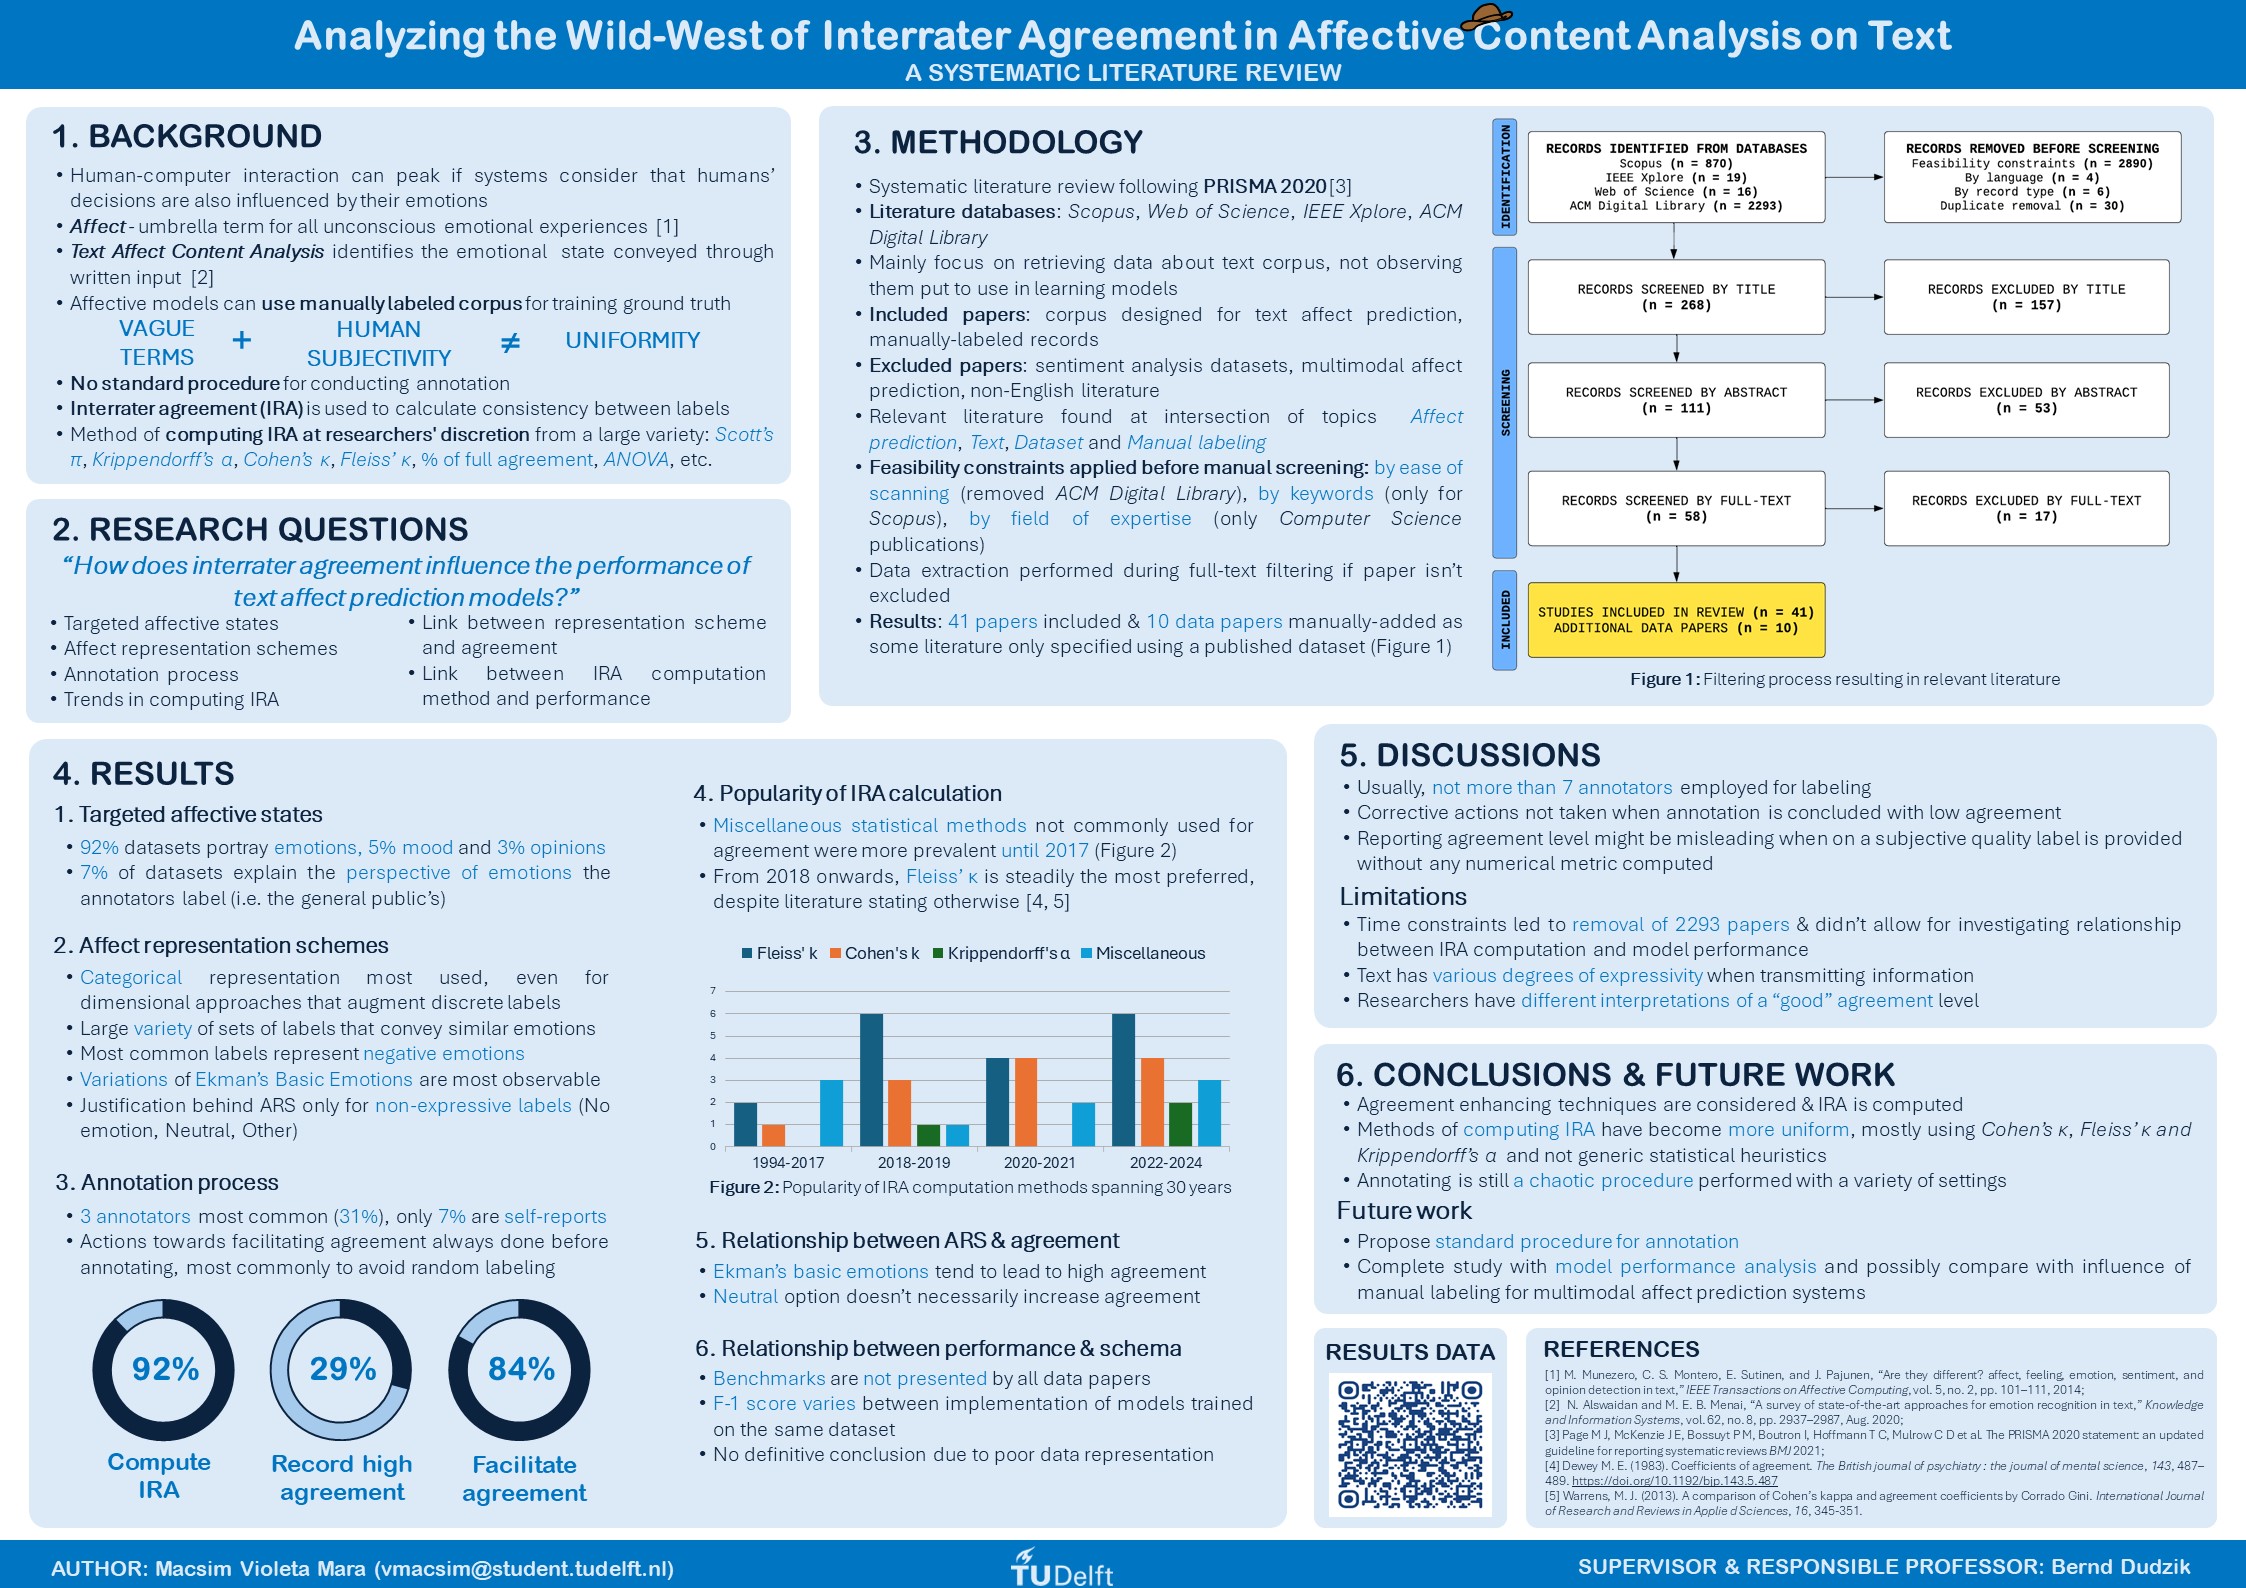 Analyzing the Wild-West of Interrater Agreement in Affective Content Analysis on Text
A SYSTEMATIC LITERATURE REVIEW
1. BACKGROUND
• Human-computer interaction can peak if systems consider that humans’
decisions are also influenced by their emotions
• Affect - umbrella term for all unconscious emotional experiences [1]
• Text Affect Content Analysis identifies the emotional state conveyed through
written input [2]
• Affective models can use manually labeled corpus for training ground truth
VAGUE TERMS + HUMAN SUBJECTIVITY ≠ UNIFORMITY
• No standard procedure for conducting annotation
• Interrater agreement (IRA) is used to calculate consistency between labels
• Method of computing IRA at researchers' discretion from a large variety: Scott’s
π, Krippendorff’s α, Cohen’s κ, Fleiss’ κ, % of full agreement, ANOVA, etc.
2. RESEARCH QUESTIONS
“How does interrater agreement influence the performance of
text affect prediction models?”
• Targeted affective states
• Affect representation schemes
• Annotation process
• Trends in computing IRA
• Link between representation scheme
and agreement
• Link between IRA computation
method and performance
3. METHODOLOGY
• Systematic literature review following PRISMA 2020 [3]
• Literature databases: Scopus, Web of Science, IEEE Xplore, ACM
Digital Library
• Mainly focus on retrieving data about text corpus, not observing
them put to use in learning models
• Included papers: corpus designed for text affect prediction,
manually-labeled records
• Excluded papers: sentiment analysis datasets, multimodal affect
prediction, non-English literature
• Relevant literature found at intersection of topics Affect
prediction, Text, Dataset and Manual labeling
• Feasibility constraints applied before manual screening: by ease of
scanning (removed ACM Digital Library), by keywords (only for
Scopus), by field of expertise (only Computer Science
publications)
• Data extraction performed during full-text filtering if paper isn’t
excluded
• Results: 41 papers included & 10 data papers manually-added as
some literature only specified using a published dataset (Figure 1)
IDENTIFICATION
RECORDS IDENTIFIED FROM DATABASES
Scopus (n = 870)
IEEE Xplore (n = 19)
Web of Science (n = 16)
ACM Digital Library (n = 2293)
RECORDS REMOVED BEFORE SCREENING
Feasibility constraints (n = 2890)
By language (n = 4)
By record type (n = 6)
Duplicate removal (n = 30)
SCREENING
RECORDS SCREENED BY TITLE
(n = 268)
RECORDS EXCLUDED BY TITLE
(n = 157)
RECORDS SCREENED BY ABSTRACT
(n = 111)
RECORDS EXCLUDED BY ABSTRACT
(n = 53)
RECORDS SCREENED BY FULL-TEXT
(n = 58)
RECORDS EXCLUDED BY FULL-TEXT
(n = 17)
INCLUDED
STUDIES INCLUDED IN REVIEW (n = 41)
ADDITIONAL DATA PAPERS (n = 10)
Figure 1: Filtering process resulting in relevant literature
4. RESULTS
1. Targeted affective states
• 92% datasets portray emotions, 5% mood and 3% opinions
• 7% of datasets explain the perspective of emotions the
annotators label (i.e. the general public’s)
2. Affect representation schemes
• Categorical representation most used, even for
dimensional approaches that augment discrete labels
• Large variety of sets of labels that convey similar emotions
• Most common labels represent negative emotions
• Variations of Ekman’s Basic Emotions are most observable
• Justification behind ARS only for non-expressive labels (No
emotion, Neutral, Other)
3. Annotation process
• 3 annotators most common (31%), only 7% are self-reports
• Actions towards facilitating agreement always done before
annotating, most commonly to avoid random labeling
92%
29%
84%
Compute
IRA
Record high
agreement
Facilitate
agreement
4. Popularity of IRA calculation
• Miscellaneous statistical methods not commonly used for
agreement were more prevalent until 2017 (Figure 2)
• From 2018 onwards, Fleiss’ κ is steadily the most preferred,
despite literature stating otherwise [4, 5]
Fleiss' k Cohen's k Krippendorff's α Miscellaneous
7
6
5
4
3
2
1
0
1994-2017 2018-2019 2020-2021 2022-2024
Figure 2: Popularity of IRA computation methods spanning 30 years
5. Relationship between ARS & agreement
• Ekman’s basic emotions tend to lead to high agreement
• Neutral option doesn’t necessarily increase agreement
6. Relationship between performance & schema
• Benchmarks are not presented by all data papers
• F-1 score varies between implementation of models trained
on the same dataset
• No definitive conclusion due to poor data representation
5. DISCUSSIONS
• Usually, not more than 7 annotators employed for labeling
• Corrective actions not taken when annotation is concluded with low agreement
• Reporting agreement level might be misleading when on a subjective quality label is provided
without any numerical metric computed
Limitations
• Time constraints led to removal of 2293 papers & didn’t allow for investigating relationship
between IRA computation and model performance
• Text has various degrees of expressivity when transmitting information
• Researchers have different interpretations of a “good” agreement level
6. CONCLUSIONS & FUTURE WORK
• Agreement enhancing techniques are considered & IRA is computed
• Methods of computing IRA have become more uniform, mostly using Cohen’s κ, Fleiss’ κ and
Krippendorff’s α and not generic statistical heuristics
• Annotating is still a chaotic procedure performed with a variety of settings
Future work
• Propose standard procedure for annotation
• Complete study with model performance analysis and possibly compare with influence of
manual labeling for multimodal affect prediction systems
RESULTS DATA
REFERENCES
[1] M. Munezero, C. S. Montero, E. Sutinen, and J. Pajunen, “Are they different? affect, feeling, emotion, sentiment, and
opinion detection in text,” IEEE Transactions on Affective Computing, vol. 5, no. 2, pp. 101–111, 2014;
[2] N. Alswaidan and M. E. B. Menai, “A survey of state-of-the-art approaches for emotion recognition in text,” Knowledge
and Information Systems, vol. 62, no. 8, pp. 2937–2987, Aug. 2020;
[3] Page M J, McKenzie J E, Bossuyt P M, Boutron I, Hoffmann T C, Mulrow C D et al. The PRISMA 2020 statement: an updated
guideline for reporting systematic reviews BMJ 2021;
[4] Dewey M. E. (1983). Coefficients of agreement. The British journal of psychiatry : the journal of mental science, 143, 487–
489. https://doi.org/10.1192/bjp.143.5.487
[5] Warrens, M. J. (2013). A comparison of Cohen’s kappa and agreement coefficients by Corrado Gini. International Journal
of Research and Reviews in Applie d Sciences, 16, 345-351.
AUTHOR: Macsim Violeta Mara (vmacsim@student.tudelft.nl)
TU Delft
SUPERVISOR & RESPONSIBLE PROFESSOR: Bernd Dudzik